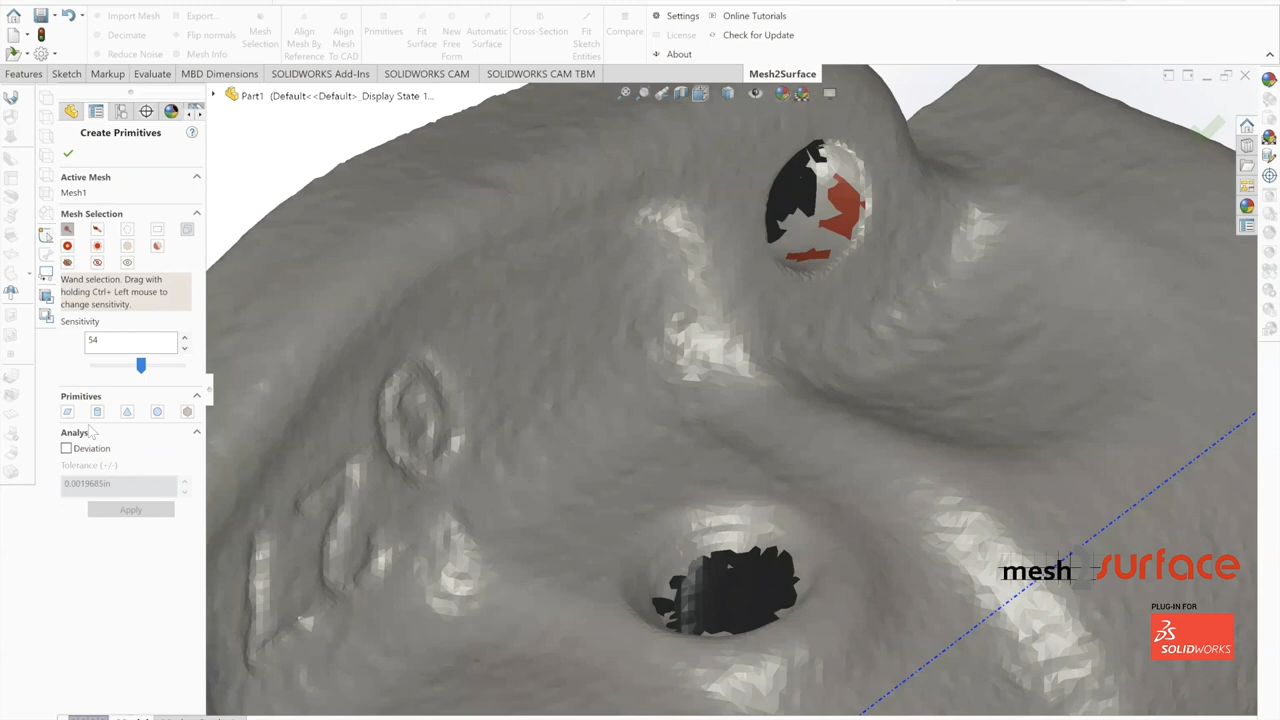 Import Mesh
Export...
Decimate
Flip normals
Reduce Noise
Mesh Info
Mesh Selection
Align Mesh By Reference
Align Mesh To CAD
Primitives
Fit Surface
New Free Form
Automatic Surface
Cross-Section
Fit Sketch Entities
Compare
Settings
Online Tutorials
License
Check for Update
About
Features
Sketch
Markup
Evaluate
MBD Dimensions
SOLIDWORKS Add-Ins
SOLIDWORKS CAM
SOLIDWORKS CAM TBM
Mesh2Surface
Part1 (Default<<Default>_Display State 1...
Create Primitives
Active Mesh
Mesh1
Mesh Selection
Wand selection. Drag with
holding Ctrl+ Left mouse to
change sensitivity.
Sensitivity
54
Primitives
Analys
Deviation
Tolerance (+/-)
0.0019685in
Apply
mesh2surface
PLUG-IN FOR
SOLIDWORKS